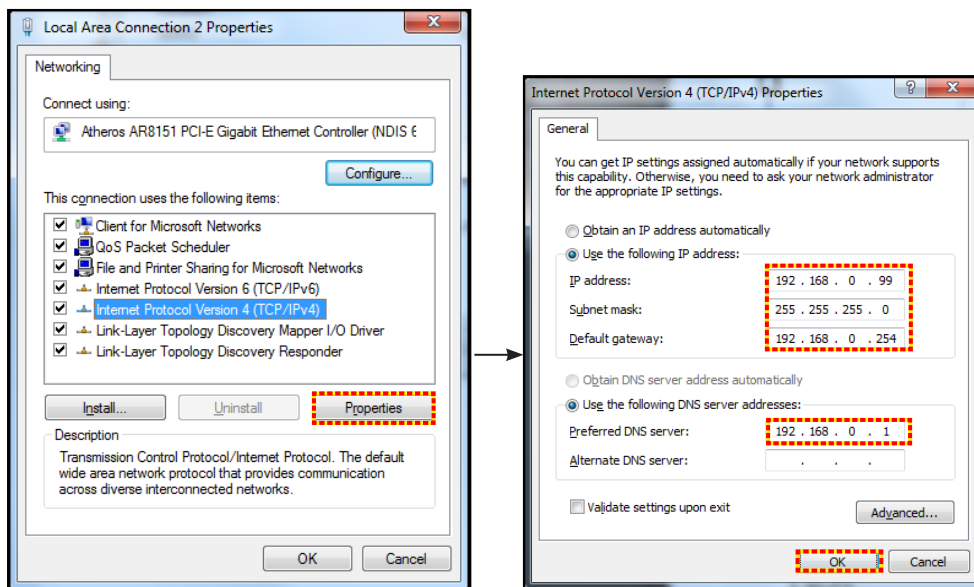 Local Area Connection 2 Properties
Networking
Connect using:
Atheros AR8151 PCI-E Gigabit Ethernet Controller (NDIS 6
Configure...
This connection uses the following items:
Client for Microsoft Networks
QoS Packet Scheduler
File and Printer Sharing for Microsoft Networks
Internet Protocol Version 6 (TCP/IPv6)
Internet Protocol Version 4 (TCP/IPv4)
Link-Layer Topology Discovery Mapper I/O Driver
Link-Layer Topology Discovery Responder
Install...
Uninstall
Properties
Description
Transmission Control Protocol/Internet Protocol. The default
wide area network protocol that provides communication
across diverse interconnected networks.
OK
Cancel
Internet Protocol Version 4 (TCP/IPv4) Properties
General
You can get IP settings assigned automatically if your network supports
this capability. Otherwise, you need to ask your network administrator
for the appropriate IP settings.
Obtain an IP address automatically
Use the following IP address:
IP address: 192 . 168 . 0 . 99
Subnet mask: 255 . 255 . 255 . 0
Default gateway: 192 . 168 . 0 . 254
Obtain DNS server address automatically
Use the following DNS server addresses:
Preferred DNS server: 192 . 168 . 0 . 1
Alternate DNS server: . . .
Validate settings upon exit
Advanced...
OK
Cancel